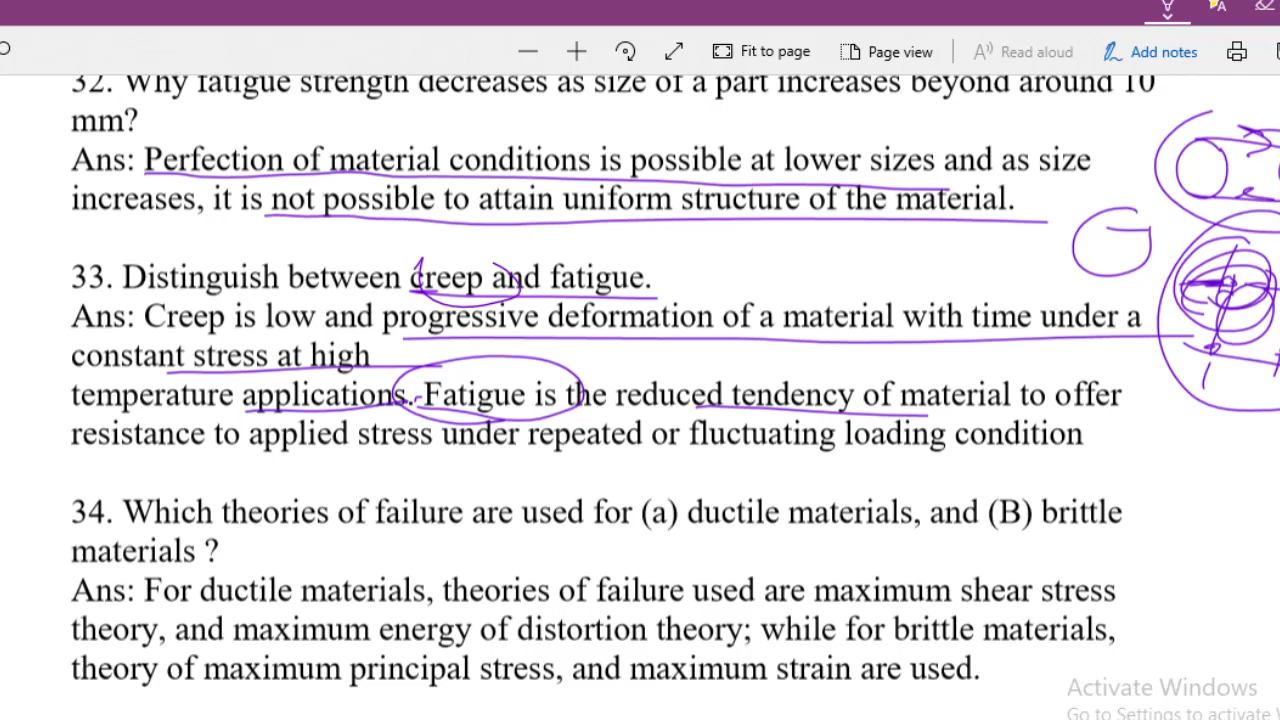 Fit to page
Page view
Read aloud
Add notes
32. Why fatigue strength decreases as size of a part increases beyond around 10
mm?
Ans: Perfection of material conditions is possible at lower sizes and as size
increases, it is not possible to attain uniform structure of the material.
33. Distinguish between creep and fatigue.
Ans: Creep is low and progressive deformation of a material with time under a
constant stress at high
temperature applications. Fatigue is the reduced tendency of material to offer
resistance to applied stress under repeated or fluctuating loading condition
34. Which theories of failure are used for (a) ductile materials, and (B) brittle
materials ?
Ans: For ductile materials, theories of failure used are maximum shear stress
theory, and maximum energy of distortion theory; while for brittle materials,
theory of maximum principal stress, and maximum strain are used.
Activate Windows
Go to Settings to activate